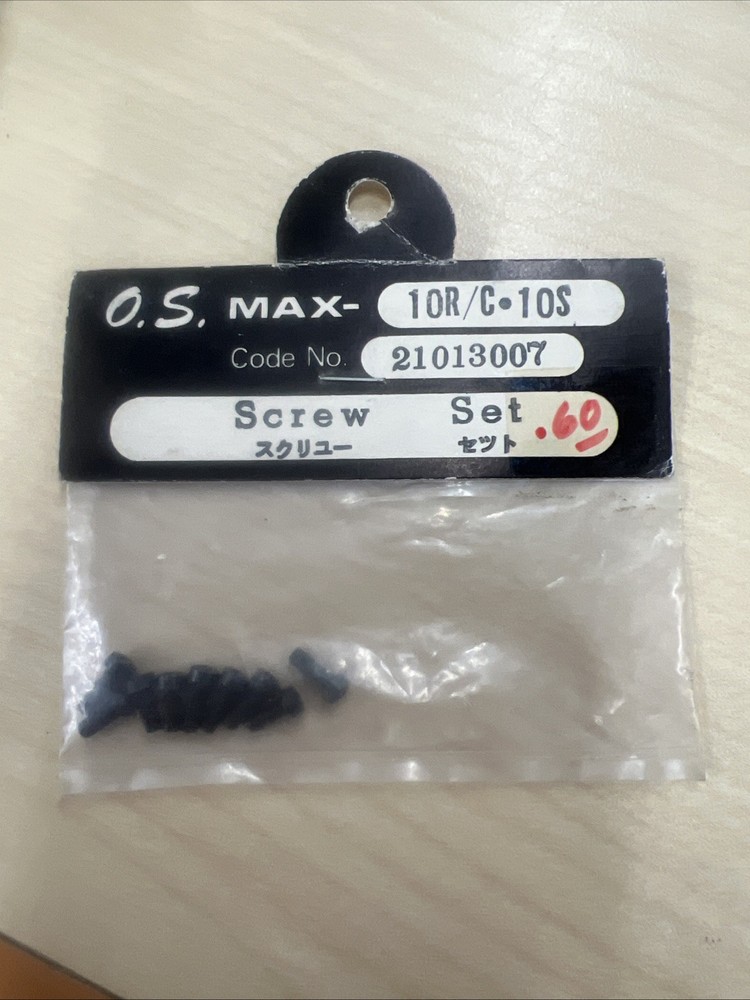 O.S. MAX- 10R/C•10S
Code No. 21013007
Screw Set .60
スクリュー セット